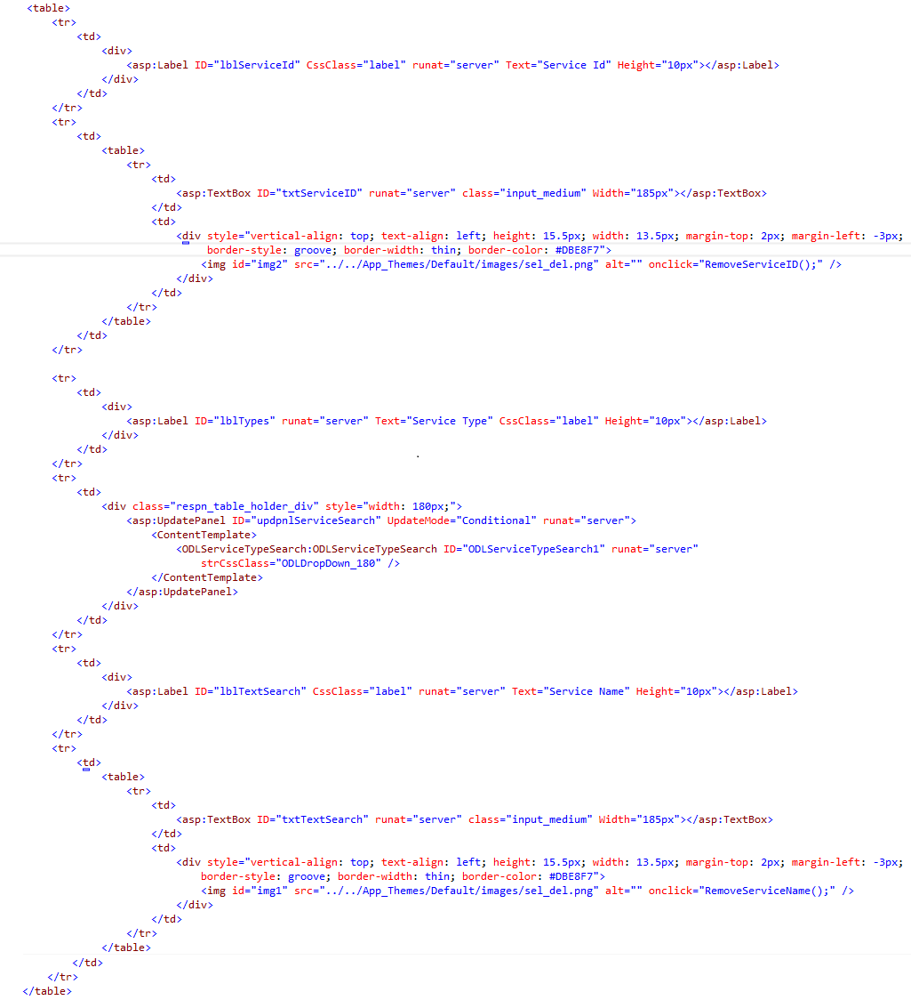 <table>
<tr>
<td>
<div>
<asp:Label ID="lblServiceId" CssClass="label" runat="server" Text="Service Id" Height="10px"></asp:Label>
</div>
</td>
</tr>
<tr>
<td>
<table>
<tr>
<td>
<asp:TextBox ID="txtServiceID" runat="server" class="input_medium" Width="185px"></asp:TextBox>
</td>
<td>
<div style="vertical-align: top; text-align: left; height: 15.5px; width: 13.5px; margin-top: 2px; margin-left: -3px;
border-style: groove; border-width: thin; border-color: #DBE8F7">
<img id="img2" src="../../App_Themes/Default/images/sel_del.png" alt="" onclick="RemoveServiceID();" />
</div>
</td>
</tr>
</table>
</td>
</tr>
<tr>
<td>
<div>
<asp:Label ID="lblTypes" runat="server" Text="Service Type" CssClass="label" Height="10px"></asp:Label>
</div>
</td>
</tr>
<tr>
<td>
<div class="respn_table_holder_div" style="width: 180px;">
<asp:UpdatePanel ID="updpnlServiceSearch" UpdateMode="Conditional" runat="server">
<ContentTemplate>
<ODLServiceTypeSearch:ODLServiceTypeSearch ID="ODLServiceTypeSearch1" runat="server"
strCssClass="ODLDropDown_180" />
</ContentTemplate>
</asp:UpdatePanel>
</div>
</td>
</tr>
<tr>
<td>
<div>
<asp:Label ID="lblTextSearch" CssClass="label" runat="server" Text="Service Name" Height="10px"></asp:Label>
</div>
</td>
</tr>
<tr>
<td>
<table>
<tr>
<td>
<asp:TextBox ID="txtTextSearch" runat="server" class="input_medium" Width="185px"></asp:TextBox>
</td>
<td>
<div style="vertical-align: top; text-align: left; height: 15.5px; width: 13.5px; margin-top: 2px; margin-left: -3px;
border-style: groove; border-width: thin; border-color: #DBE8F7">
<img id="img1" src="../../App_Themes/Default/images/sel_del.png" alt="" onclick="RemoveServiceName();" />
</div>
</td>
</tr>
</table>
</td>
</tr>
</table>